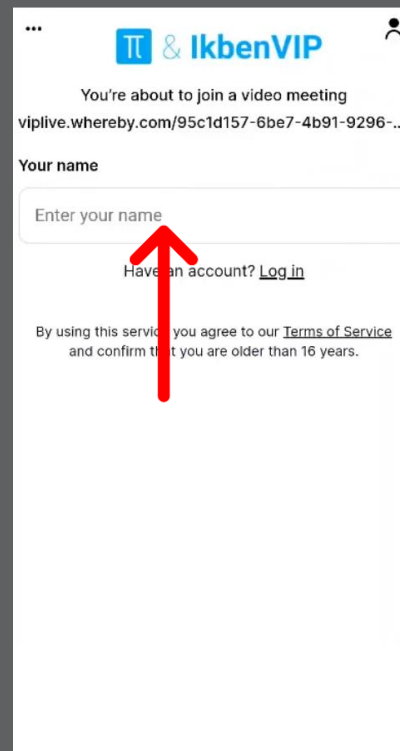 ...
π & IkbenVIP
You're about to join a video meeting
viplive.whereby.com/95c1d157-6be7-4b91-9296-...
Your name
Enter your name
Have an account? Log in
By using this service you agree to our Terms of Service
and confirm that you are older than 16 years.